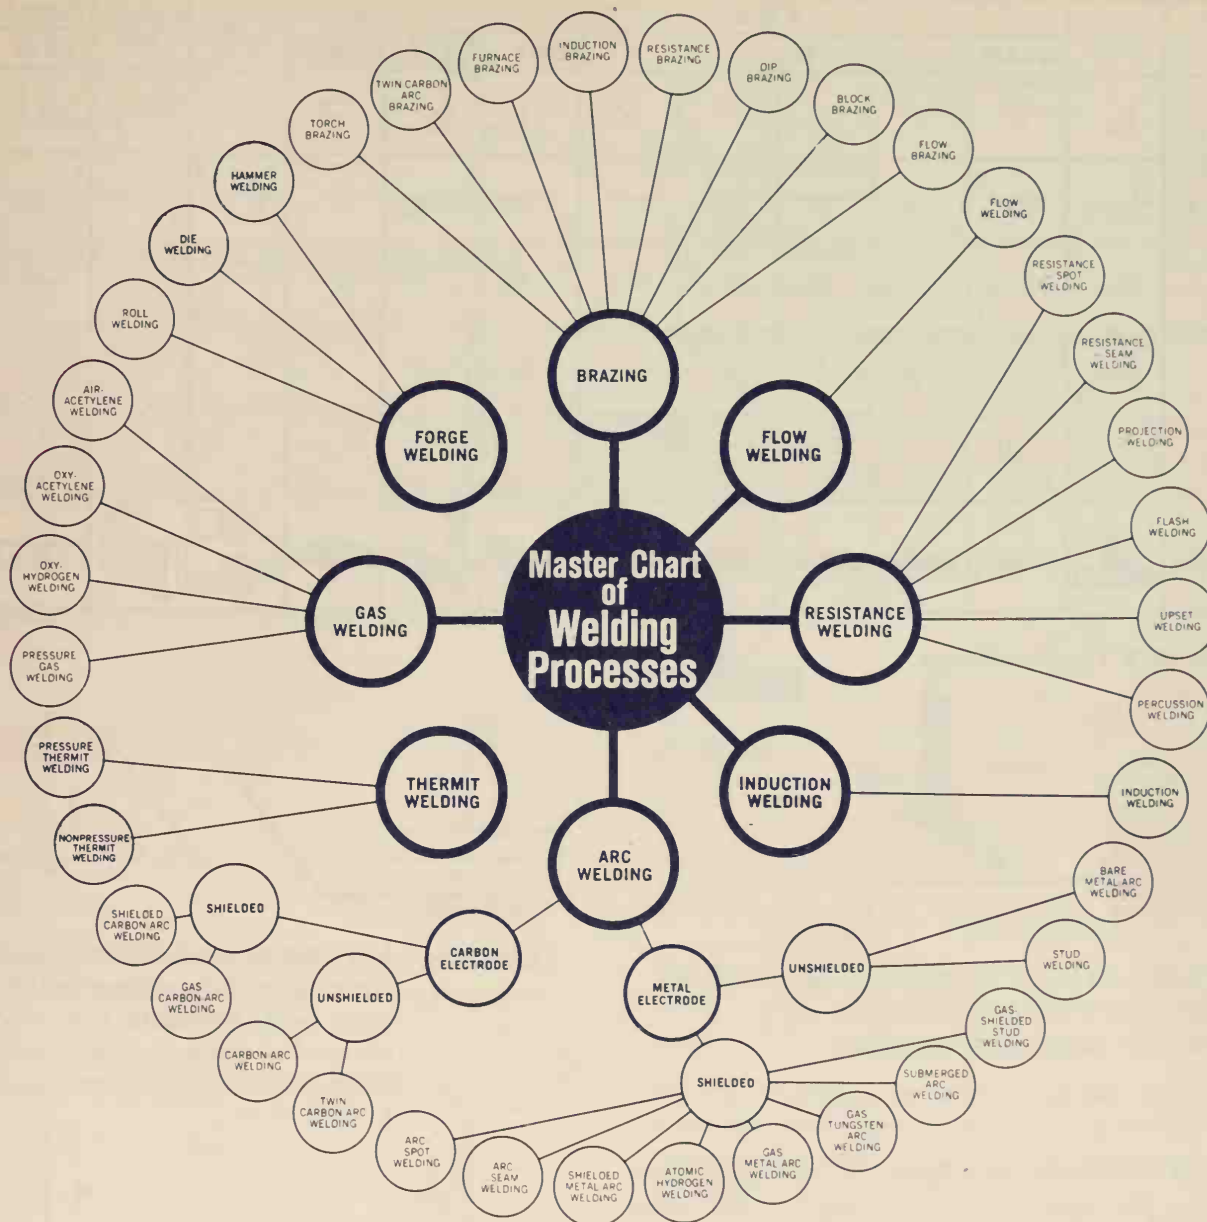 Master Chart
of
Welding
Processes
BRAZING
FLOW
WELDING
RESISTANCE
WELDING
INDUCTION
WELDING
ARC
WELDING
THERMIT
WELDING
GAS
WELDING
FORGE
WELDING
TORCH
BRAZING
TWIN CARBON
ARC
BRAZING
FURNACE
BRAZING
INDUCTION
BRAZING
RESISTANCE
BRAZING
DIP
BRAZING
BLOCK
BRAZING
FLOW
BRAZING
FLOW
WELDING
RESISTANCE
- SPOT
WELDING
RESISTANCE
- SEAM
WELDING
PROJECTION
WELDING
FLASH
WELDING
UPSET
WELDING
PERCUSSION
WELDING
INDUCTION
WELDING
CARBON
ELECTRODE
SHIELDED
SHIELDED
CARBON-ARC
WELDING
GAS
CARBON-ARC
WELDING
UNSHIELDED
CARBON-ARC
WELDING
TWIN
CARBON-ARC
WELDING
METAL
ELECTRODE
UNSHIELDED
BARE
METAL-ARC
WELDING
STUD
WELDING
SHIELDED
GAS-
SHIELDED
STUD
WELDING
SUBMERGED
ARC
WELDING
GAS
TUNGSTEN
ARC
WELDING
GAS
METAL-ARC
WELDING
ATOMIC
HYDROGEN
WELDING
SHIELDED
METAL-ARC
WELDING
ARC
-SEAM
WELDING
ARC
SPOT
WELDING
PRESSURE
THERMIT
WELDING
NONPRESSURE
THERMIT
WELDING
AIR-
ACETYLENE
WELDING
OXY-
ACETYLENE
WELDING
OXY-
HYDROGEN
WELDING
PRESSURE
GAS
WELDING
HAMMER
WELDING
DIE
WELDING
ROLL
WELDING